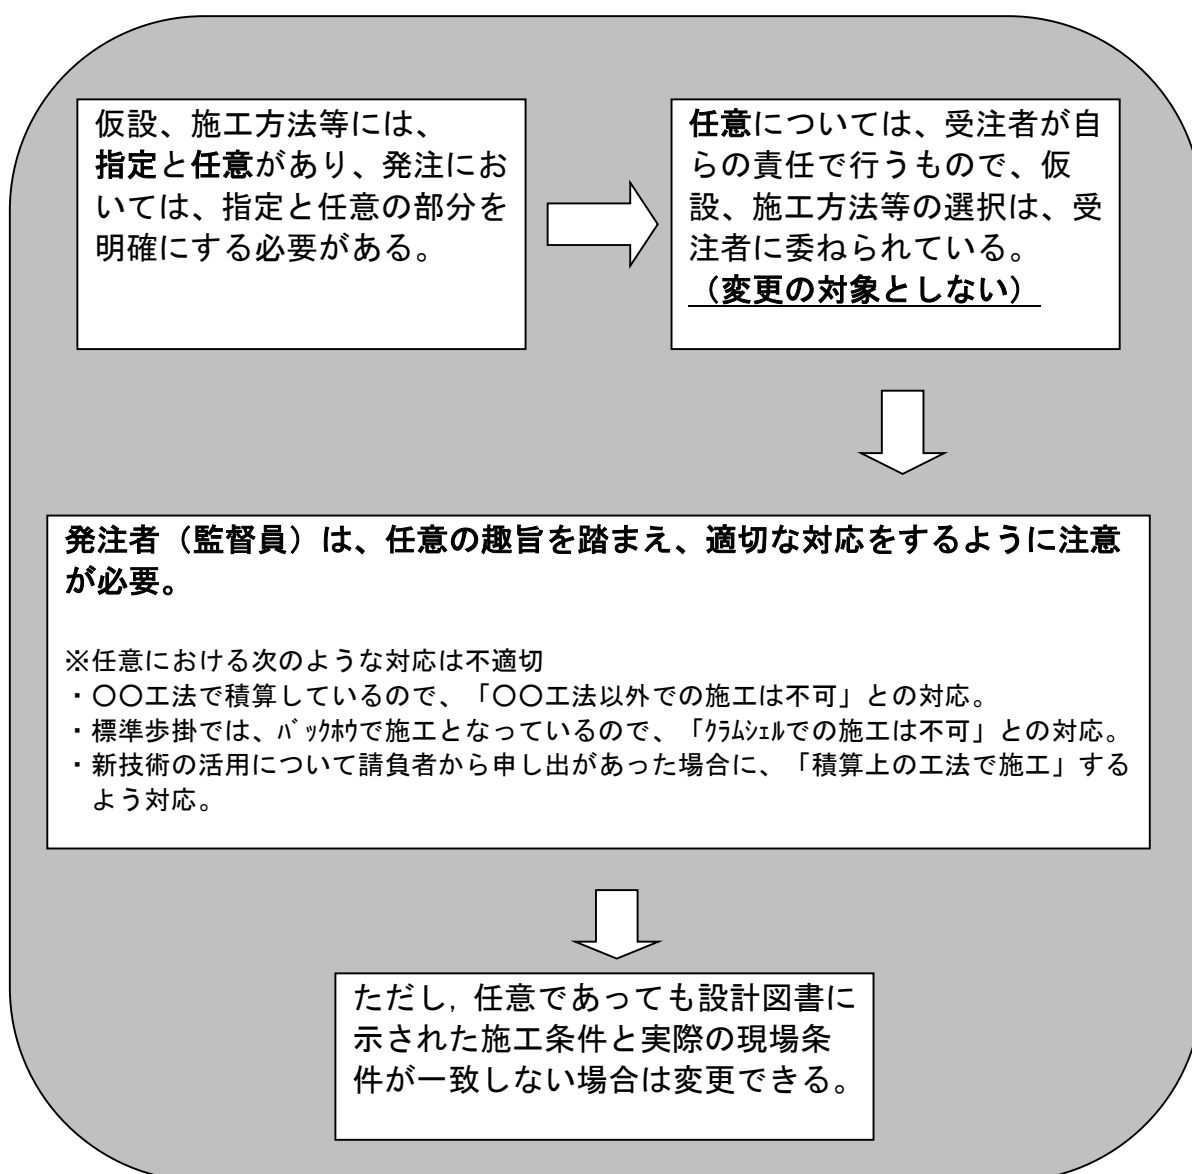 仮設、施工方法等には、
指定と任意があり、発注にお
いては、指定と任意の部分を
明確にする必要がある。
任意については、受注者が自
らの責任で行うもので、仮
設、施工方法等の選択は、受
注者に委ねられている。
（変更の対象としない）
発注者（監督員）は、任意の趣旨を踏まえ、適切な対応をするように注意
が必要。
※任意における次のような対応は不適切
・〇〇工法で積算しているので、「〇〇工法以外での施工は不可」との対応。
・標準歩掛では、ﾊﾞｯｸﾎｳで施工となっているので、「ｸﾗﾑｼｪﾙでの施工は不可」との対応。
・新技術の活用について請負者から申し出があった場合に、「積算上の工法で施工」する
よう対応。
ただし，任意であっても設計図書に
示された施工条件と実際の現場条
件が一致しない場合は変更できる。